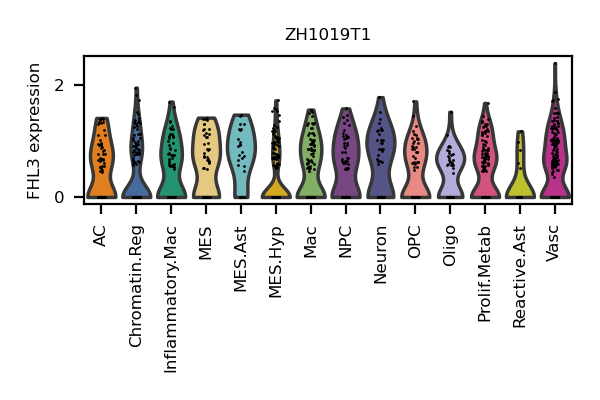 ZH1019T1
FHL3 expression
2
0
AC
Chromatin.Reg
Inflammatory.Mac
MES
MES.Ast
MES.Hyp
Mac
NPC
Neuron
OPC
Oligo
Prolif.Metab
Reactive.Ast
Vasc